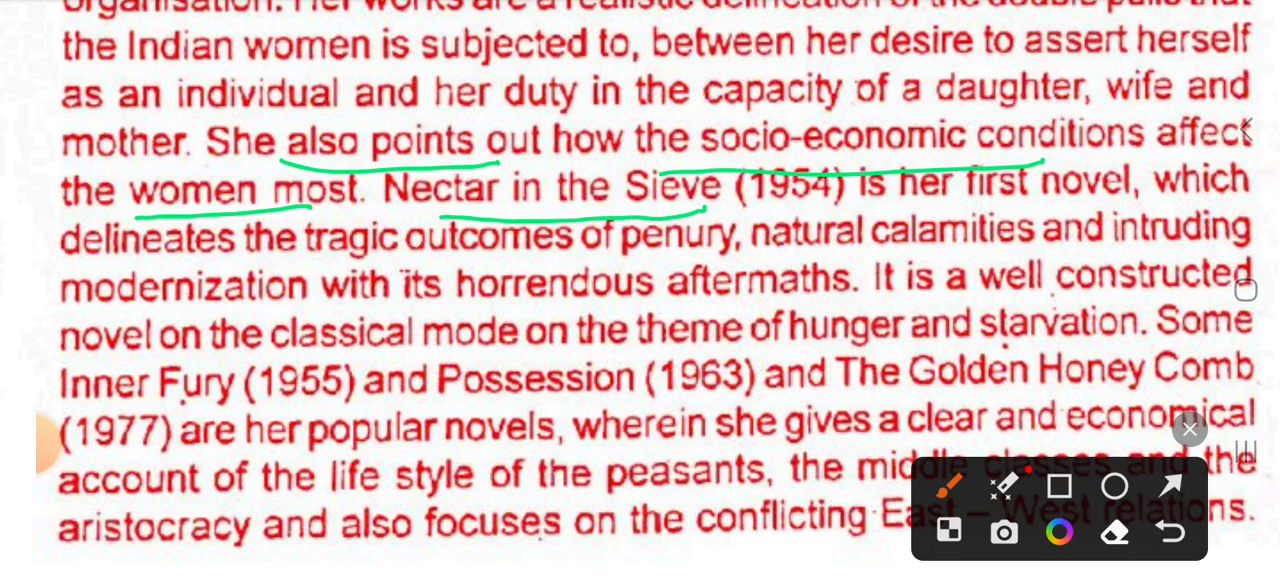 the Indian women is subjected to, between her desire to assert herself
as an individual and her duty in the capacity of a daughter, wife and
mother. She also points out how the socio-economic conditions affect
the women most. Nectar in the Sieve (1954) is her first novel, which
delineates the tragic outcomes of penury, natural calamities and intruding
modernization with its horrendous aftermaths. It is a well constructed
novel on the classical mode on the theme of hunger and starvation. Some
Inner Fury (1955) and Possession (1963) and The Golden Honey Comb
(1977) are her popular novels, wherein she gives a clear and economical
account of the life style of the peasants, the middle classes and the
aristocracy and also focuses on the conflicting East – West relations.